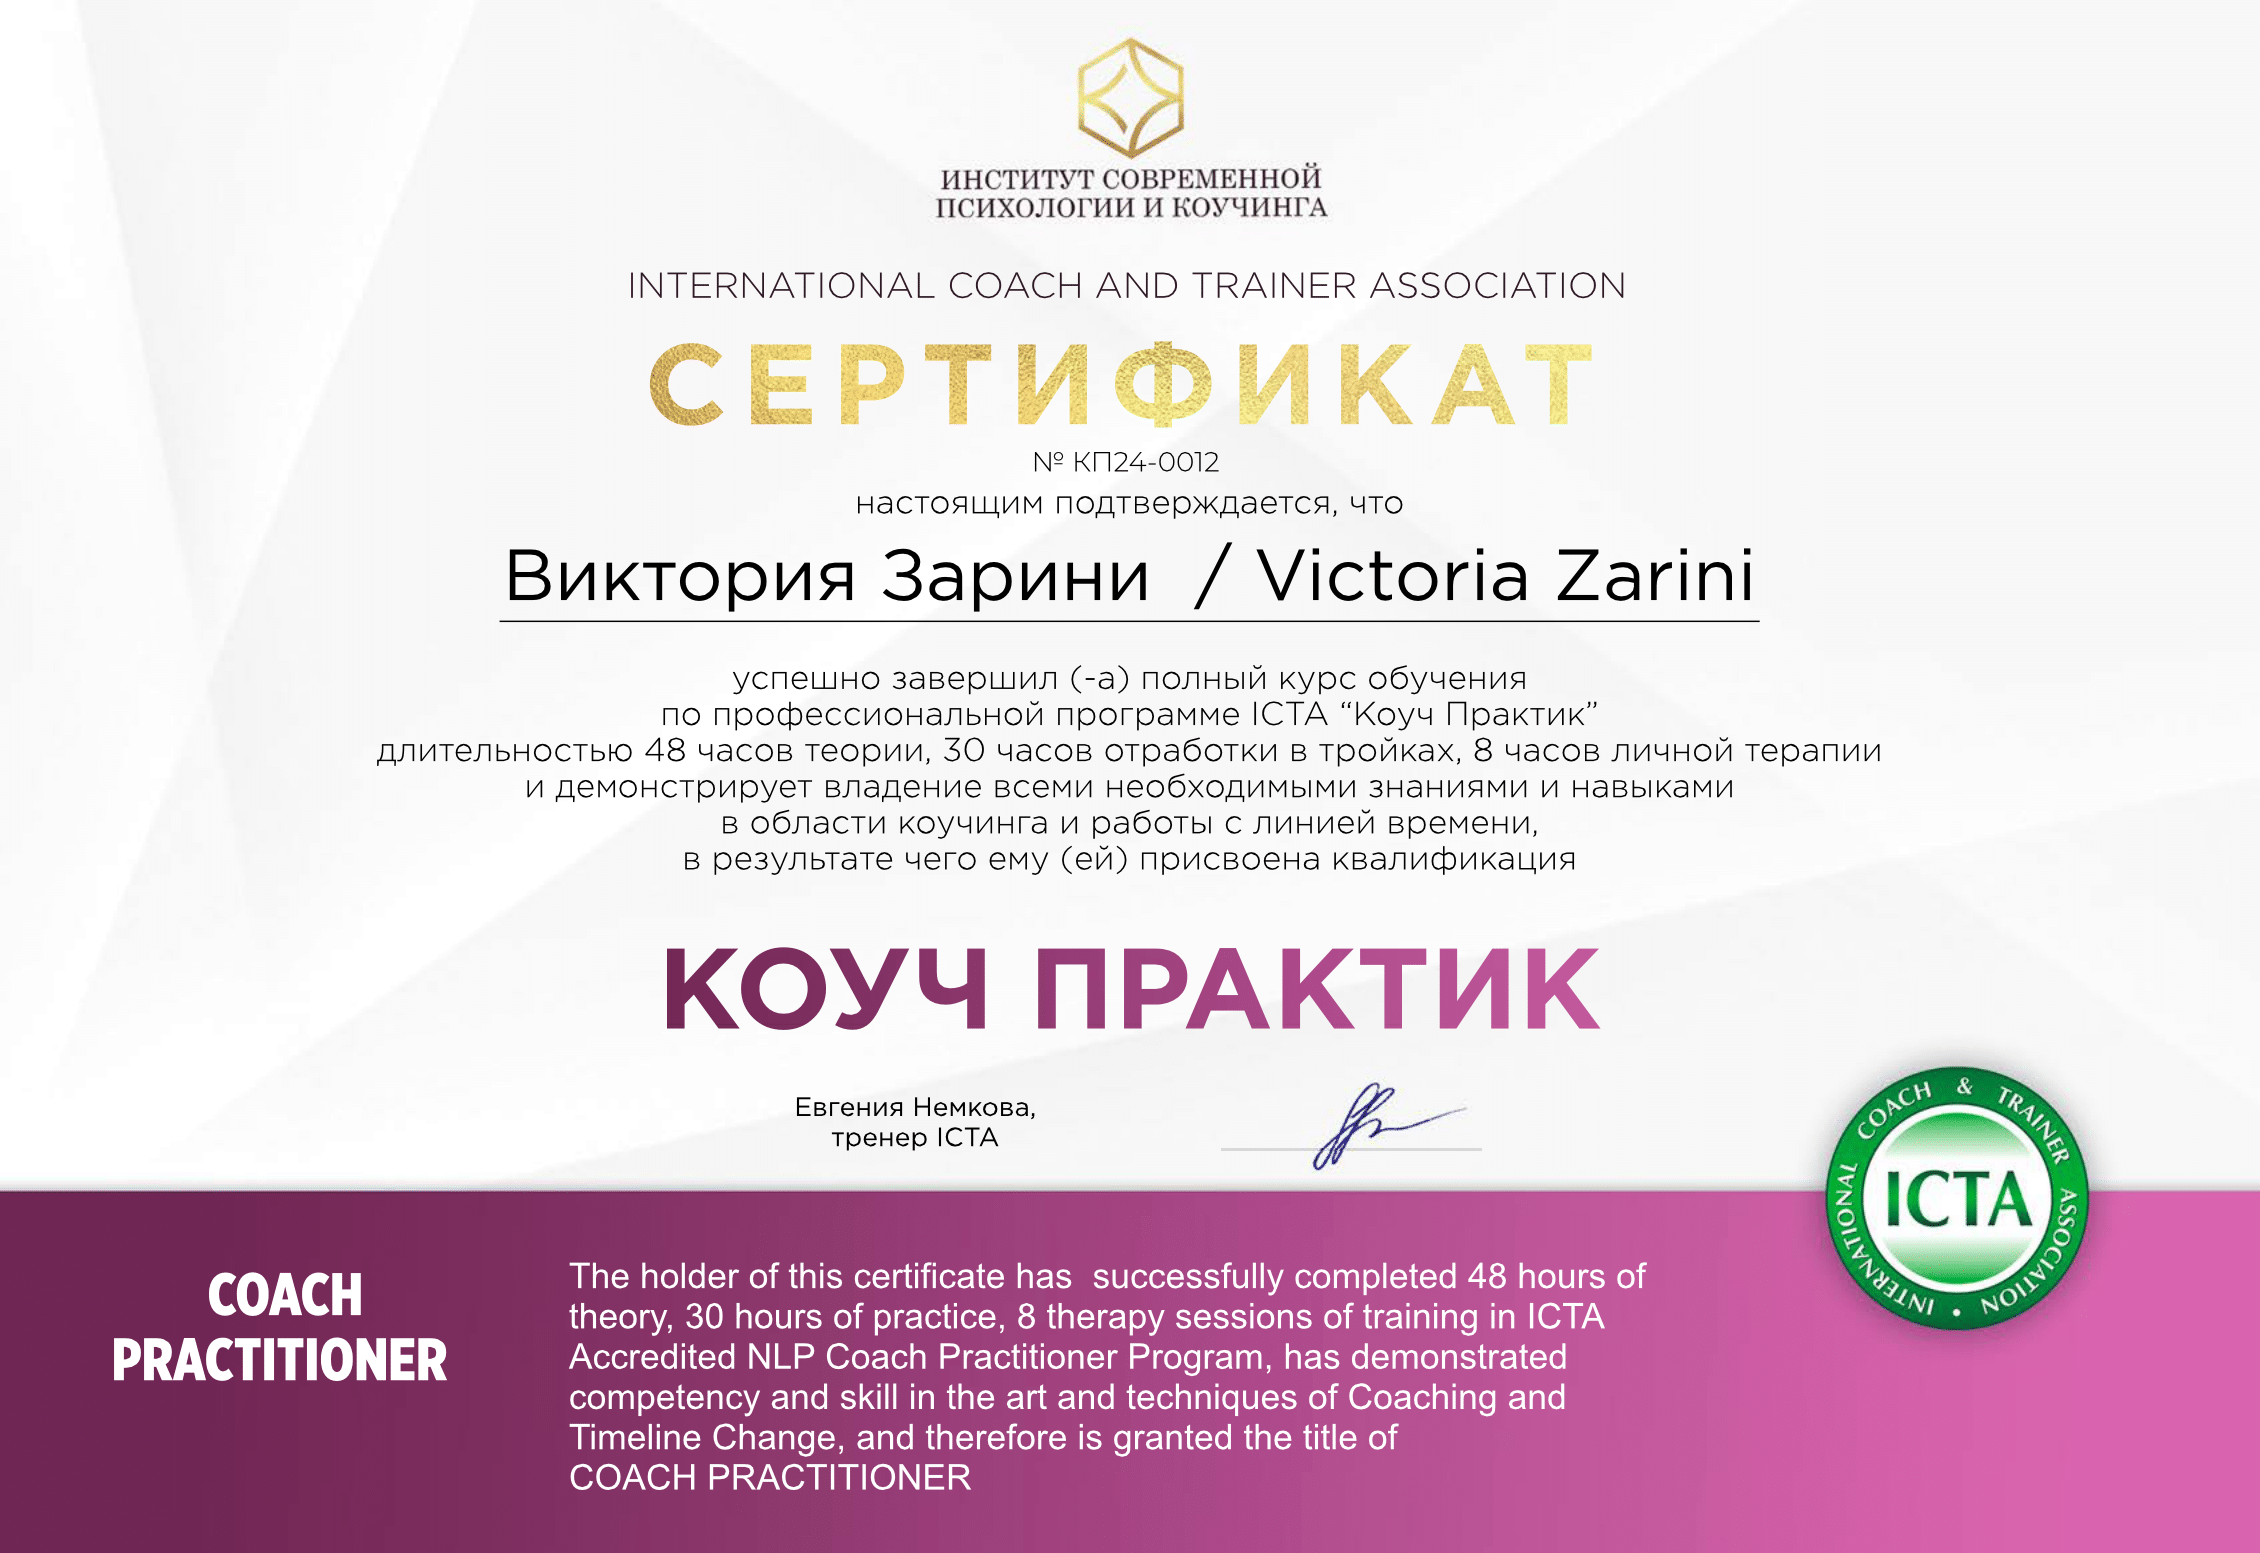 ИНСТИТУТ СОВРЕМЕННОЙ
ПСИХОЛОГИИ И КОУЧИНГА
INTERNATIONAL COACH AND TRAINER ASSOCIATION
СЕРТИФИКАТ
№ КП24-0012
настоящим подтверждается, что
Виктория Зарини / Victoria Zarini
успешно завершил (-а) полный курс обучения
по профессиональной программе ICTA “Коуч Практик”
длительностью 48 часов теории, 30 часов отработки в тройках, 8 часов личной терапии
и демонстрирует владение всеми необходимыми знаниями и навыками
в области коучинга и работы с линией времени,
в результате чего ему (ей) присвоена квалификация
КОУЧ ПРАКТИК
Евгения Немкова,
тренер ICTA
INTERNATIONAL COACH & TRAINER ASSOCIATION •
ICTA
COACH
PRACTITIONER
The holder of this certificate has successfully completed 48 hours of
theory, 30 hours of practice, 8 therapy sessions of training in ICTA
Accredited NLP Coach Practitioner Program, has demonstrated
competency and skill in the art and techniques of Coaching and
Timeline Change, and therefore is granted the title of
COACH PRACTITIONER